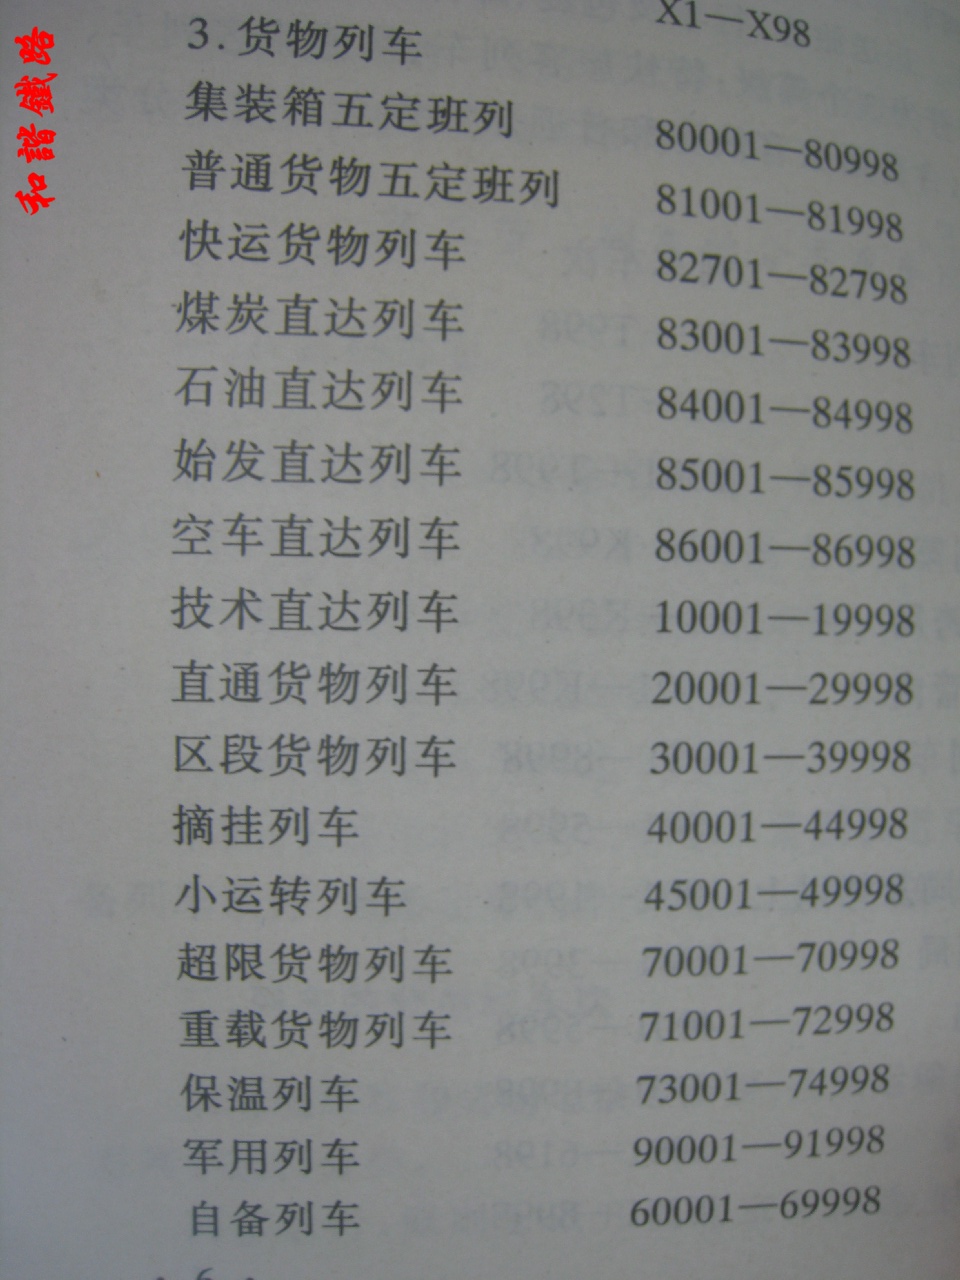 和諧鐵路
X1—X98
3.货物列车
集装箱五定班列 80001—80998
普通货物五定班列 81001—81998
快运货物列车 82701—82798
煤炭直达列车 83001—83998
石油直达列车 84001—84998
始发直达列车 85001—85998
空车直达列车 86001—86998
技术直达列车 10001—19998
直通货物列车 20001—29998
区段货物列车 30001—39998
摘挂列车 40001—44998
小运转列车 45001—49998
超限货物列车 70001—70998
重载货物列车 71001—72998
保温列车 73001—74998
军用列车 90001—91998
自备列车 60001—69998
· 6 ·